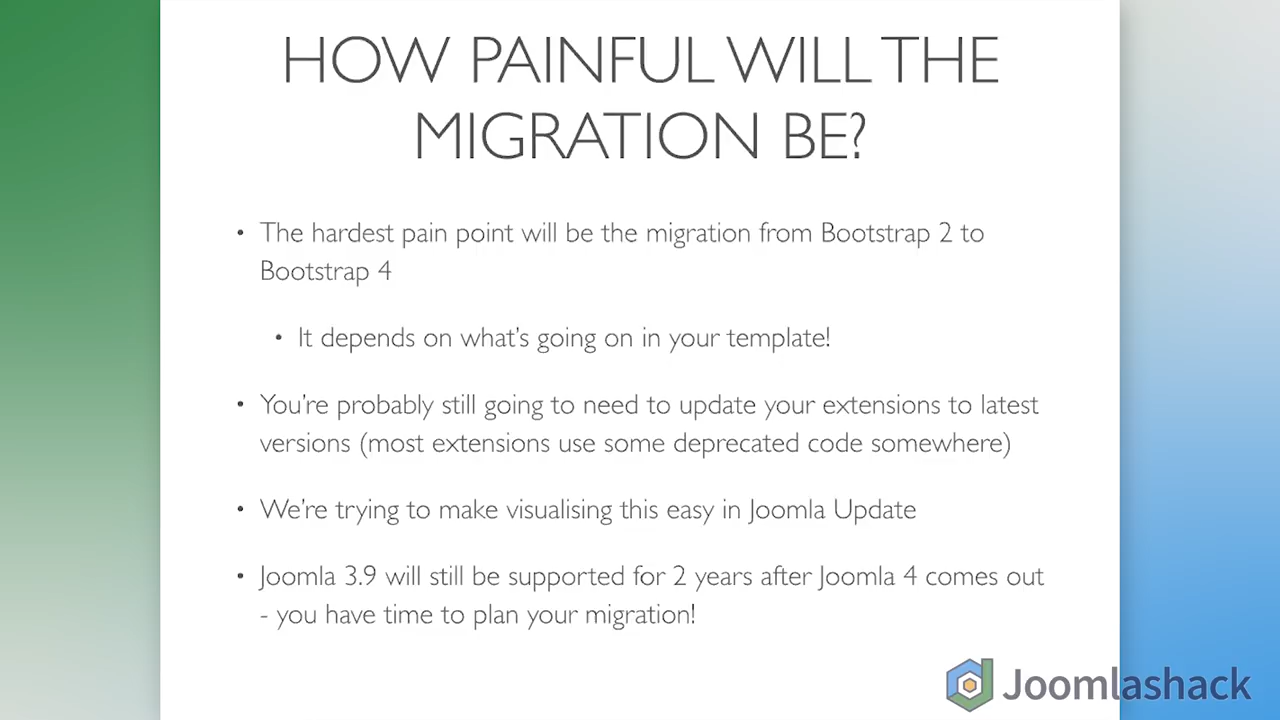 HOW PAINFUL WILL THE
MIGRATION BE?
• The hardest pain point will be the migration from Bootstrap 2 to
Bootstrap 4
• It depends on what's going on in your template!
• You're probably still going to need to update your extensions to latest
versions (most extensions use some deprecated code somewhere)
• We're trying to make visualising this easy in Joomla Update
• Joomla 3.9 will still be supported for 2 years after Joomla 4 comes out
- you have time to plan your migration!
Joomlashack